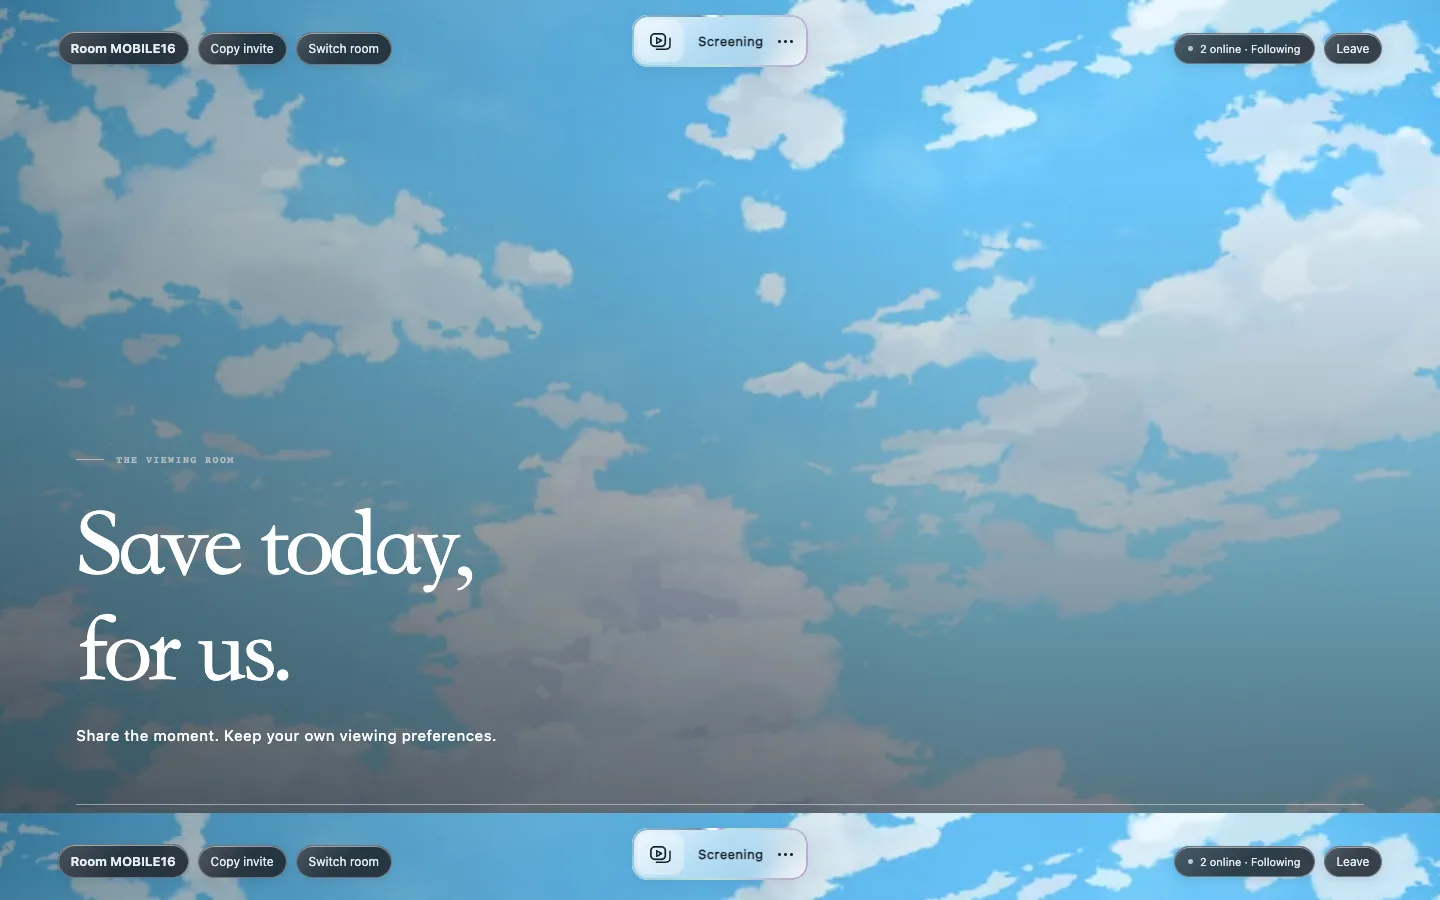 Room MOBILE16 Copy invite Switch room Screening 2 online · Following Leave
THE VIEWING ROOM
Save today,
for us.
Share the moment. Keep your own viewing preferences.
Room MOBILE16 Copy invite Switch room Screening 2 online · Following Leave